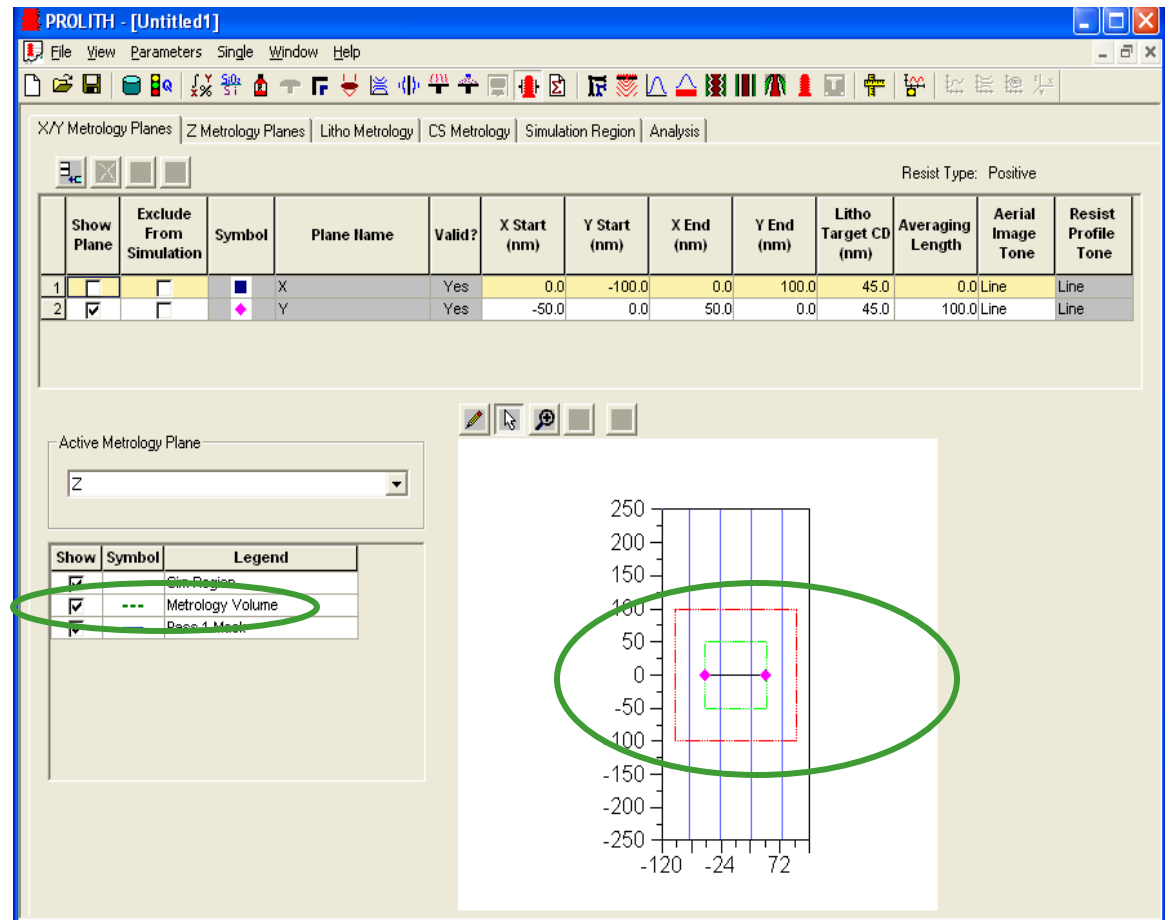 PROLITH - [Untitled1]
File View Parameters Single Window Help
X/Y Metrology Planes Z Metrology Planes Litho Metrology CS Metrology Simulation Region Analysis
Resist Type: Positive
Show Plane Exclude From Simulation Symbol Plane Name Valid? X Start (nm) Y Start (nm) X End (nm) Y End (nm) Litho Target CD (nm) Averaging Length Aerial Image Tone Resist Profile Tone
1 X Yes 0.0 -100.0 0.0 100.0 45.0 0.0 Line Line
2 Y Yes -50.0 0.0 50.0 0.0 45.0 100.0 Line Line
Active Metrology Plane
Z
Show Symbol Legend
Sim Region
Metrology Volume
Pass 1 Mask
250
200
150
100
50
0
-50
-100
-150
-200
-250
-120 -24 72